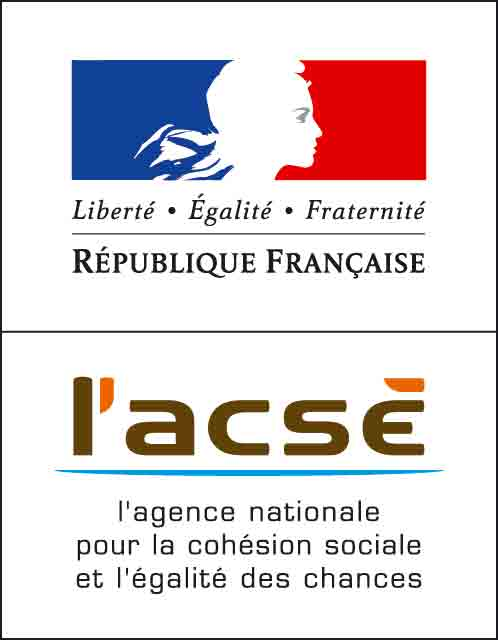 Liberté • Égalité • Fraternité
RÉPUBLIQUE FRANÇAISE
l'acsé
l'agence nationale
pour la cohésion sociale
et l'égalité des chances